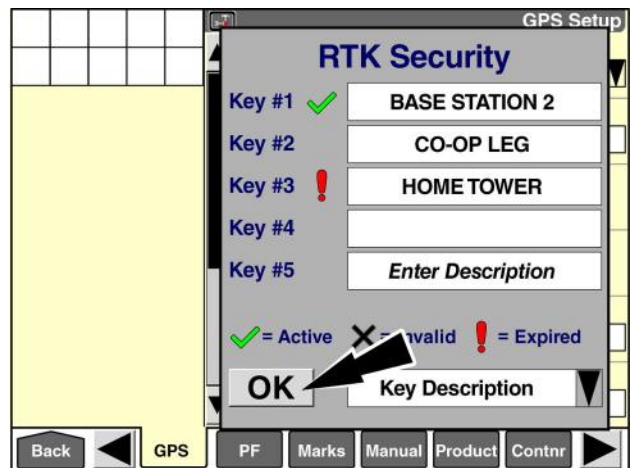 GPS Setup
RTK Security
Key #1 BASE STATION 2
Key #2 CO-OP LEG
Key #3 HOME TOWER
Key #4
Key #5 Enter Description
= Active = Invalid = Expired
OK Key Description
Back GPS PF Marks Manual Product Contnr